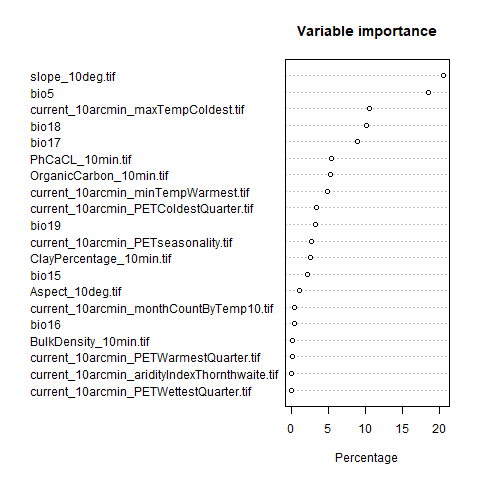 Variable importance
slope_10deg.tif
bio5
current_10arcmin_maxTempColdest.tif
bio18
bio17
PhCaCL_10min.tif
OrganicCarbon_10min.tif
current_10arcmin_minTempWarmest.tif
current_10arcmin_PETColdestQuarter.tif
bio19
current_10arcmin_PETseasonality.tif
ClayPercentage_10min.tif
bio15
Aspect_10deg.tif
current_10arcmin_monthCountByTemp10.tif
bio16
BulkDensity_10min.tif
current_10arcmin_PETWarmestQuarter.tif
current_10arcmin_aridityIndexThornthwaite.tif
current_10arcmin_PETWettestQuarter.tif
0 5 10 15 20
Percentage